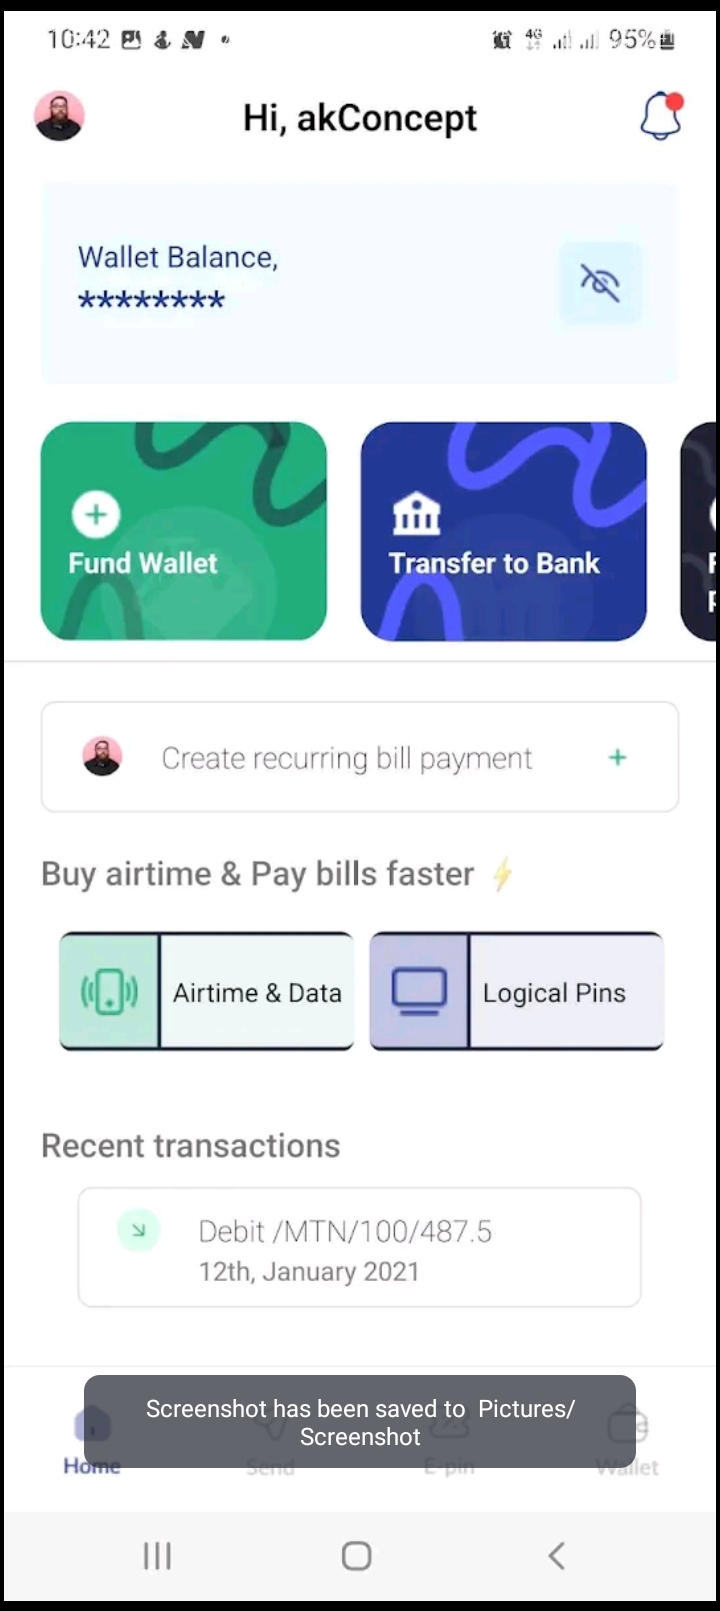 10:42
4G
95%
Hi, akConcept
Wallet Balance,
********
Fund Wallet
Transfer to Bank
Create recurring bill payment
+
Buy airtime & Pay bills faster ⚡
Airtime & Data
Logical Pins
Recent transactions
Debit /MTN/100/487.5
12th, January 2021
Screenshot has been saved to Pictures/
Screenshot
Home
Send
E-pin
Wallet